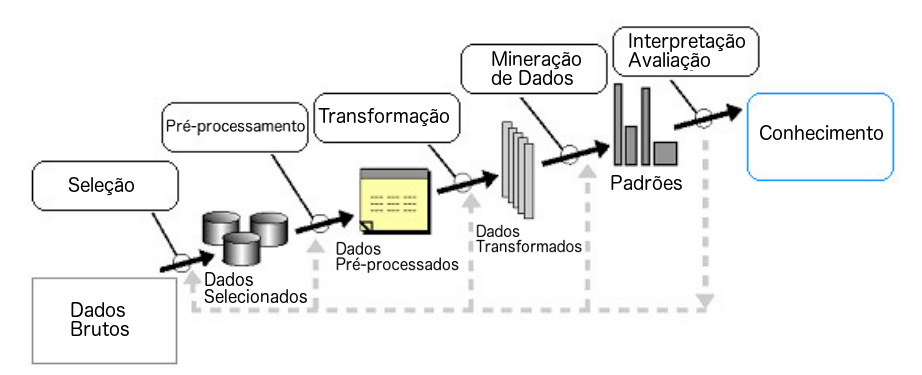 Interpretação
Avaliação
Mineração
de Dados
Transformação
Pré-processamento
Conhecimento
Seleção
Padrões
Dados
Transformados
Dados
Pré-processados
Dados
Selecionados
Dados
Brutos